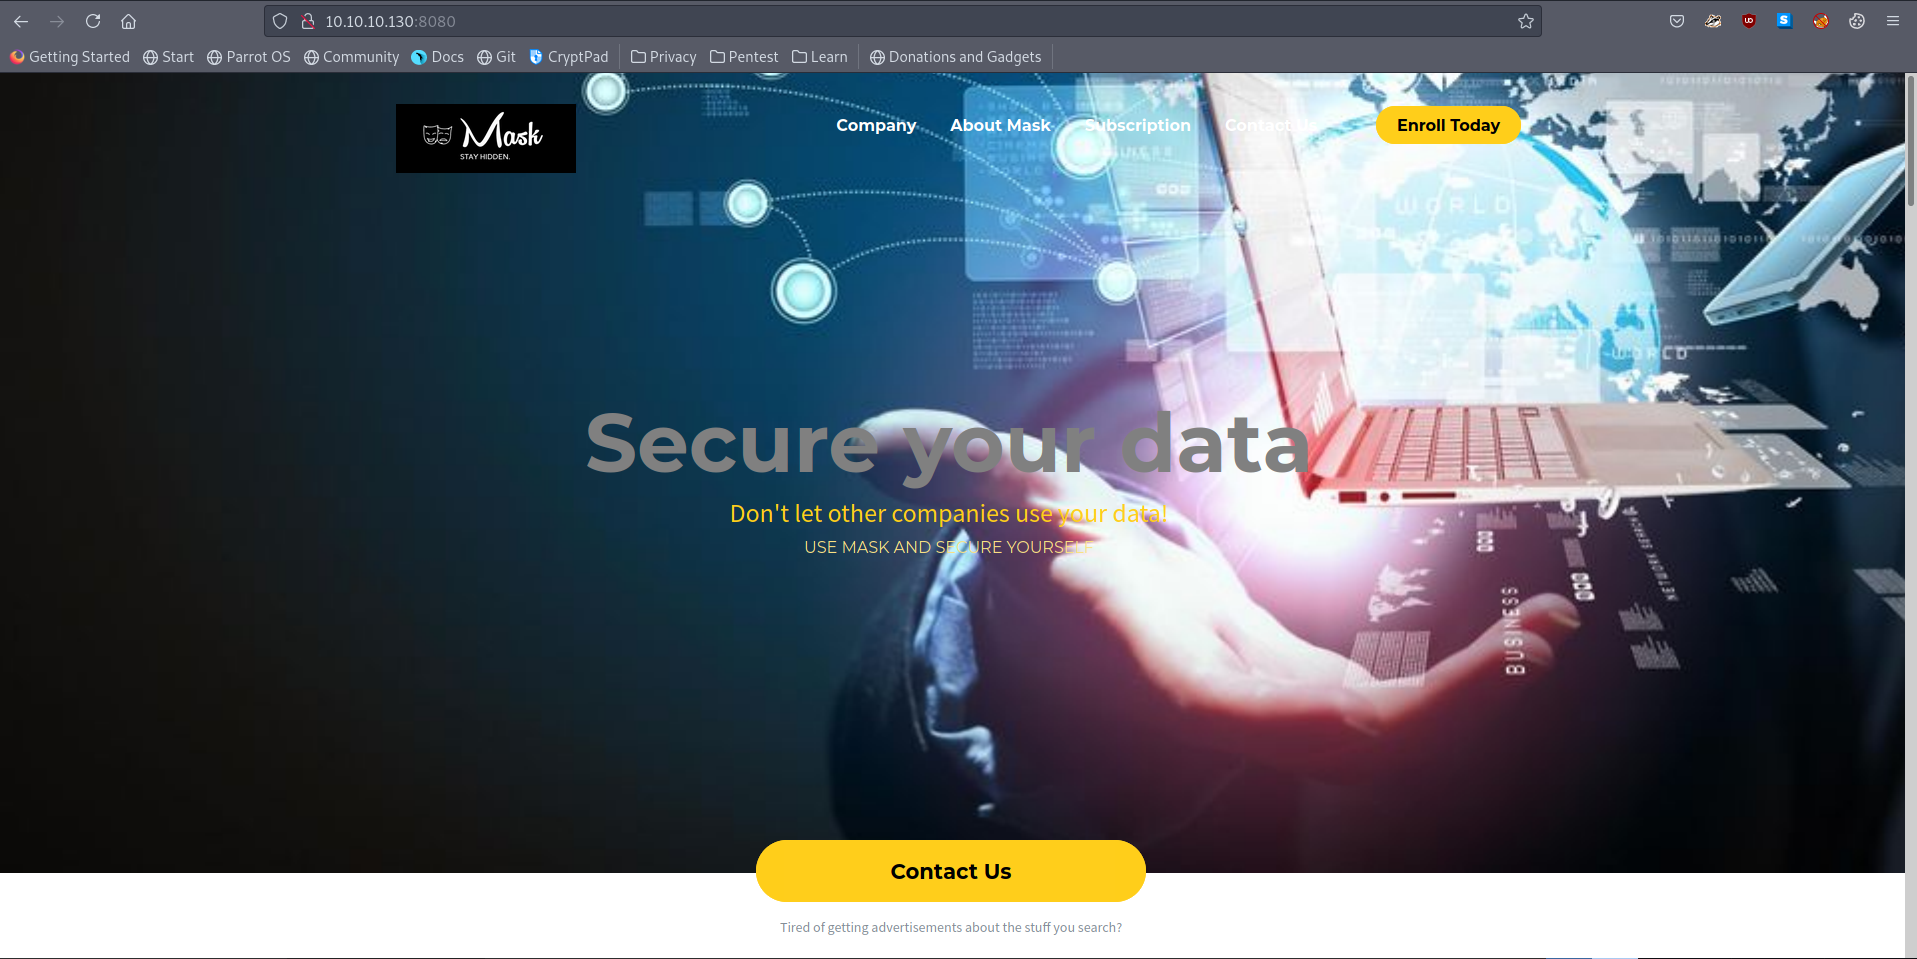 10.10.10.130:8080
Getting Started Start Parrot OS Community Docs Git CryptPad Privacy Pentest Learn Donations and Gadgets
Mask
STAY HIDDEN.
Company About Mask Subscription Contact Us Enroll Today
WORLD
WORLD
Secure your data
Don't let other companies use your data!
USE MASK AND SECURE YOURSELF
BUSINESS
Contact Us
Tired of getting advertisements about the stuff you search?